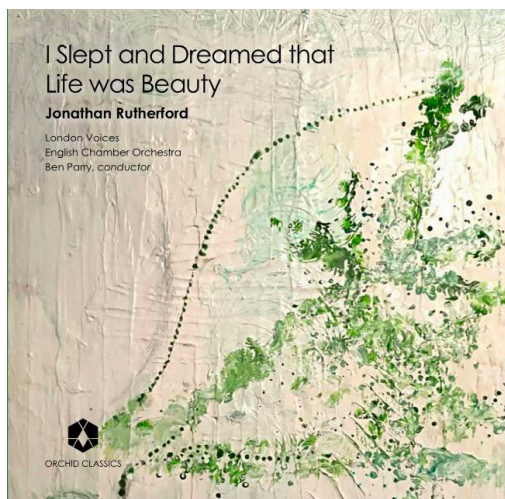 I Slept and Dreamed that
Life was Beauty
Jonathan Rutherford
London Voices
English Chamber Orchestra
Ben Parry, conductor
ORCHID CLASSICS